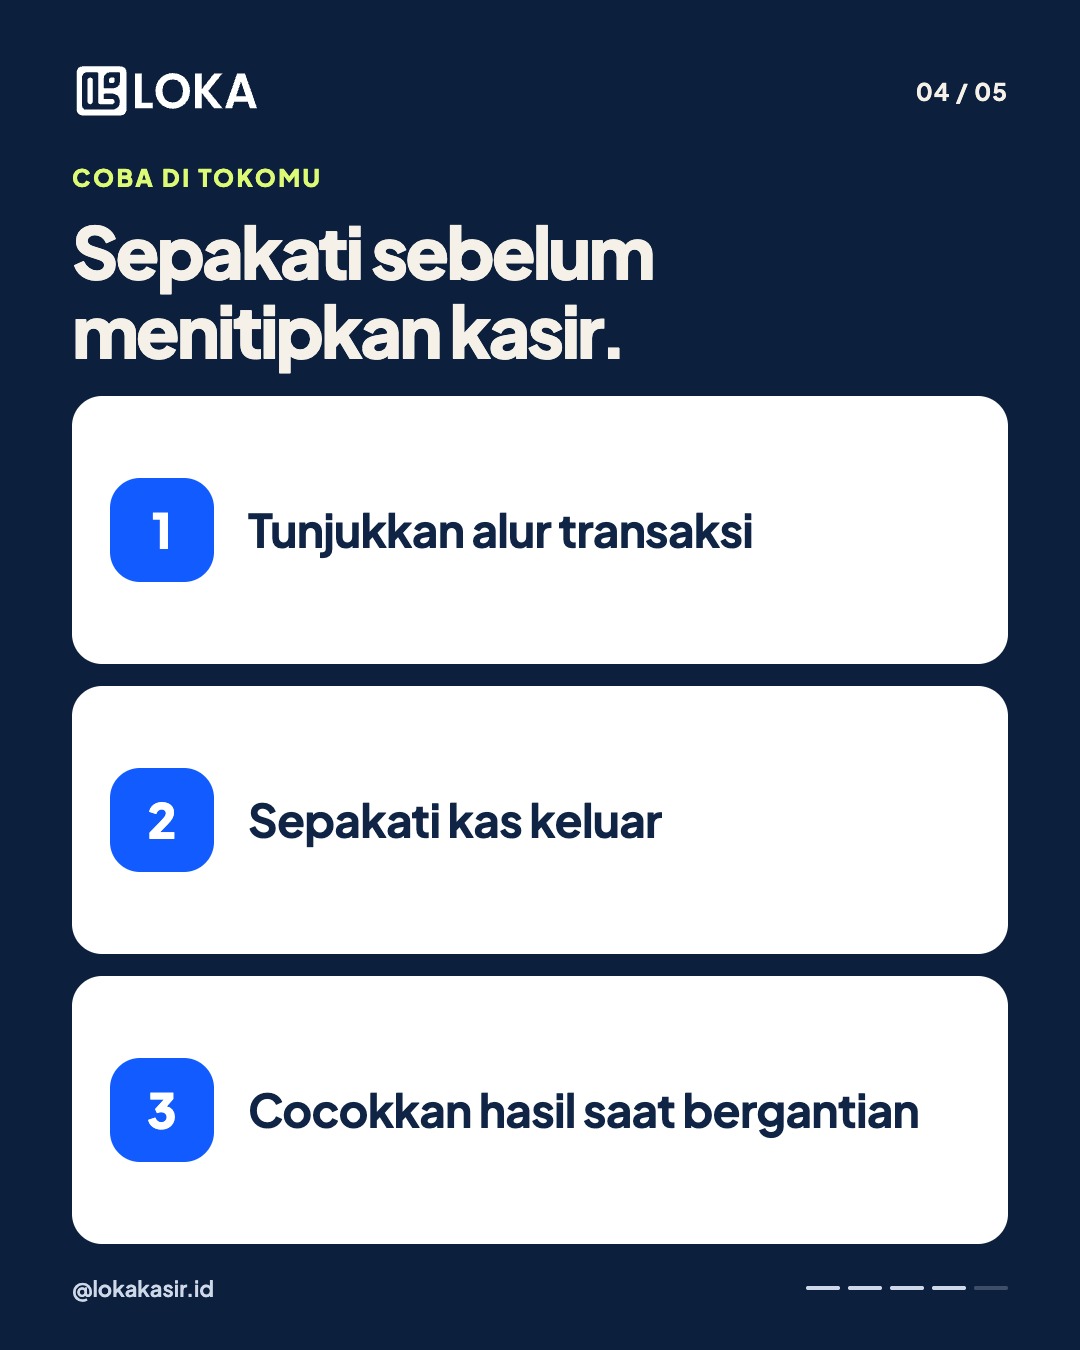 LOKA
04 / 05
COBA DI TOKOMU
Sepakati sebelum
menitipkan kasir.
1 Tunjukkan alur transaksi
2 Sepakati kas keluar
3 Cocokkan hasil saat bergantian
@lokakasir.id